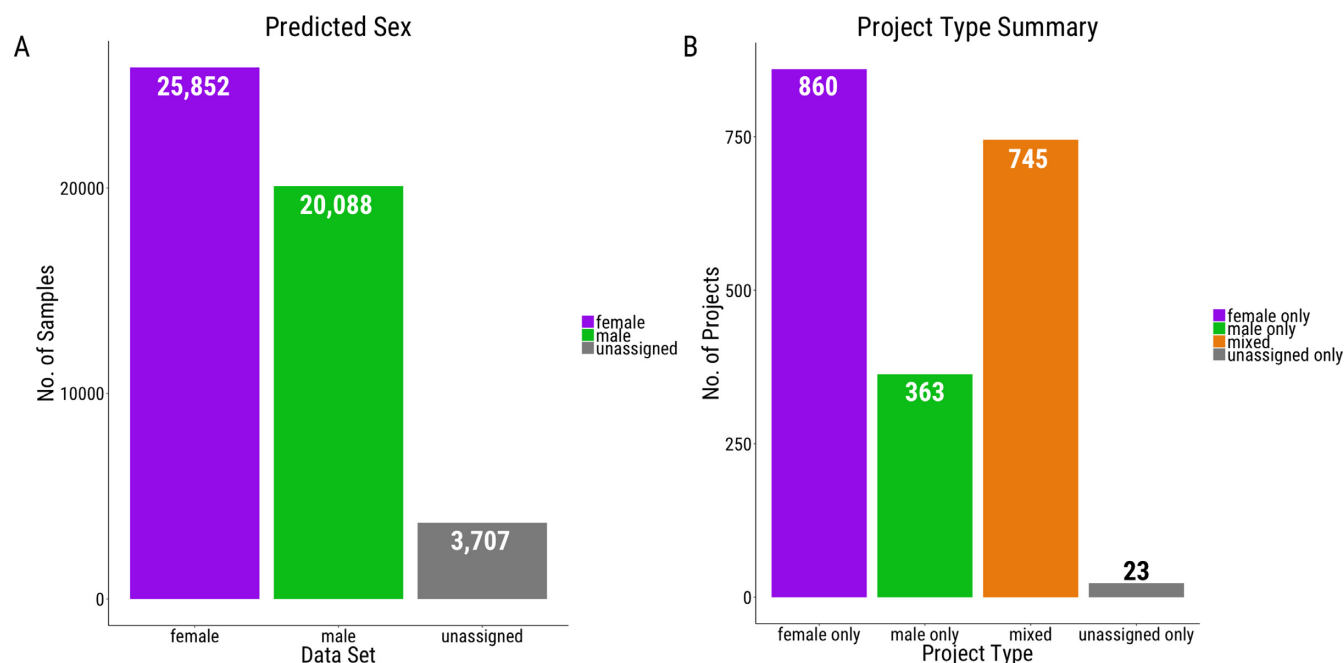 A
Predicted Sex
No. of Samples
20000
10000
0
25,852
20,088
3,707
female
male
unassigned
Data Set
female
male
unassigned
B
Project Type Summary
No. of Projects
750
500
250
0
860
363
745
23
female only
male only
mixed
unassigned only
Project Type
female only
male only
mixed
unassigned only